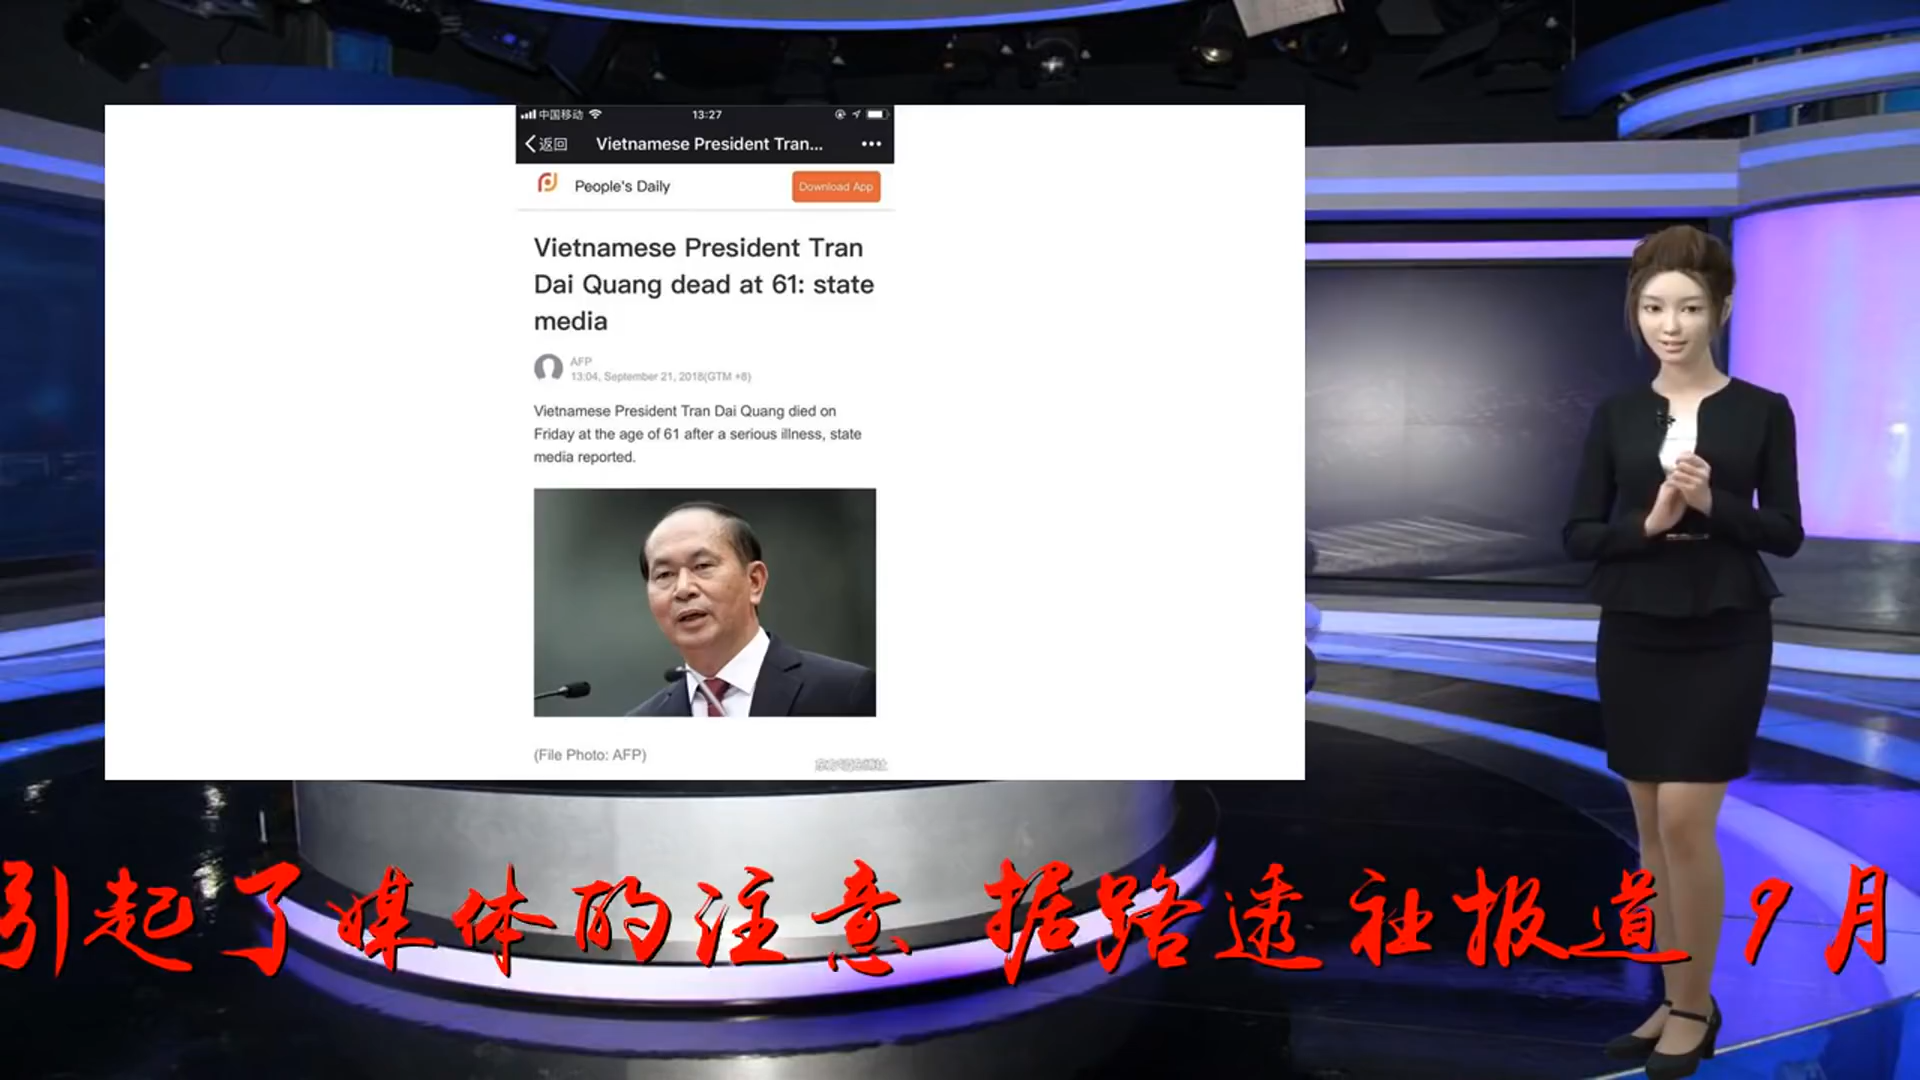 中国移动
13:27
返回
Vietnamese President Tran...
People's Daily
Download App
Vietnamese President Tran
Dai Quang dead at 61: state
media
AFP
13:04, September 21, 2018(GTM +8)
Vietnamese President Tran Dai Quang died on
Friday at the age of 61 after a serious illness, state
media reported.
(File Photo: AFP)
引起了媒体的注意 据路透社报道 9月